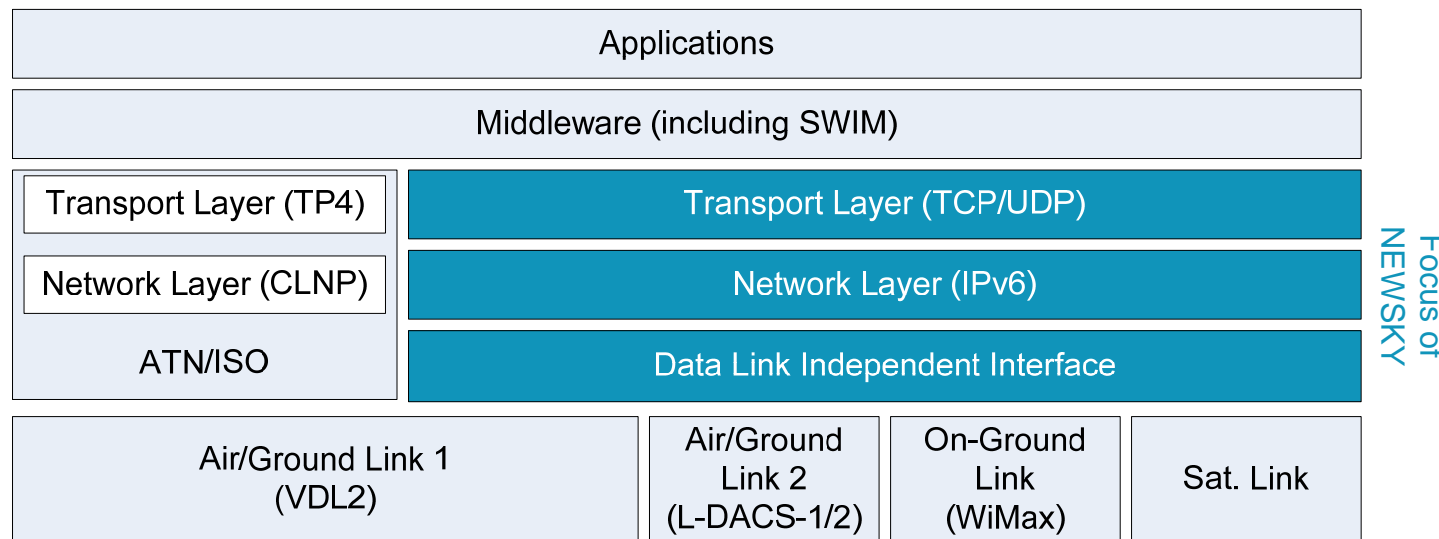 Applications
Middleware (including SWIM)
Transport Layer (TP4)
Transport Layer (TCP/UDP)
Network Layer (CLNP)
Network Layer (IPv6)
ATN/ISO
Data Link Independent Interface
Focus of
NEWSKY
Air/Ground Link 1
(VDL2)
Air/Ground
Link 2
(L-DACS-1/2)
On-Ground
Link
(WiMax)
Sat. Link